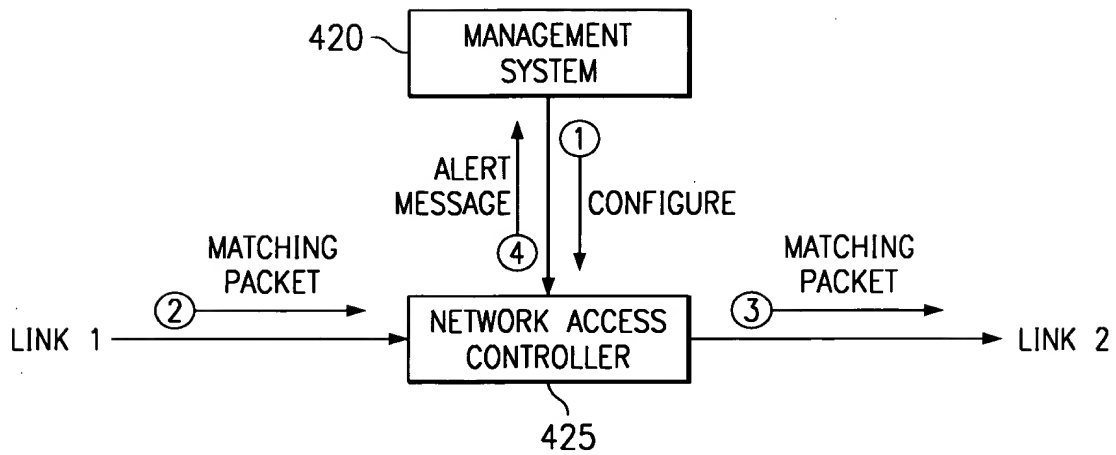 420
MANAGEMENT
SYSTEM
1
ALERT
MESSAGE
CONFIGURE
4
MATCHING
PACKET
2
MATCHING
PACKET
3
LINK 1
NETWORK ACCESS
CONTROLLER
LINK 2
425